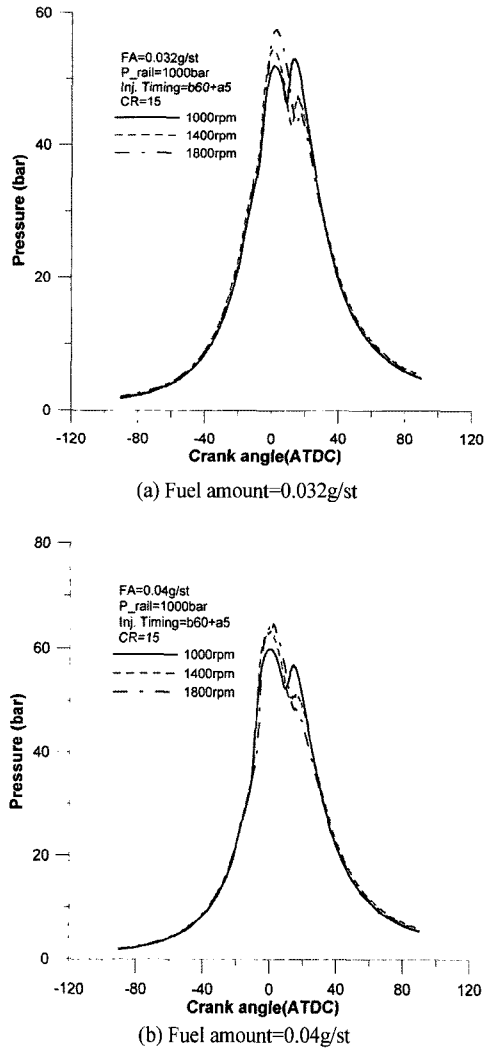 60
40
20
0
-120
-80
-40
0
40
80
120
Pressure (bar)
FA=0.032g/st
P_rail=1000bar
Inj. Timing=b60+a5
CR=15
1000rpm
1400rpm
1800rpm
Crank angle(ATDC)
(a) Fuel amount=0.032g/st
80
60
40
20
0
-120
-80
-40
0
40
80
120
Pressure (bar)
FA=0.04g/st
P_rail=1000bar
Inj. Timing=b60+a5
CR=15
1000rpm
1400rpm
1800rpm
Crank angle(ATDC)
(b) Fuel amount=0.04g/st